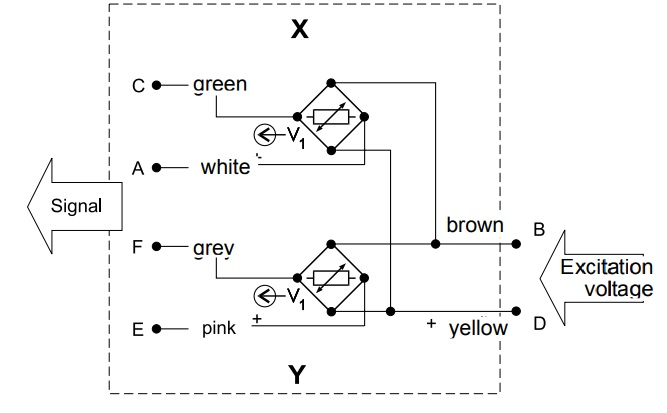 X
C green
V1
-
A white
Signal
brown B
F grey
Excitation
voltage
V1
+
E pink
+ yellow D
Y